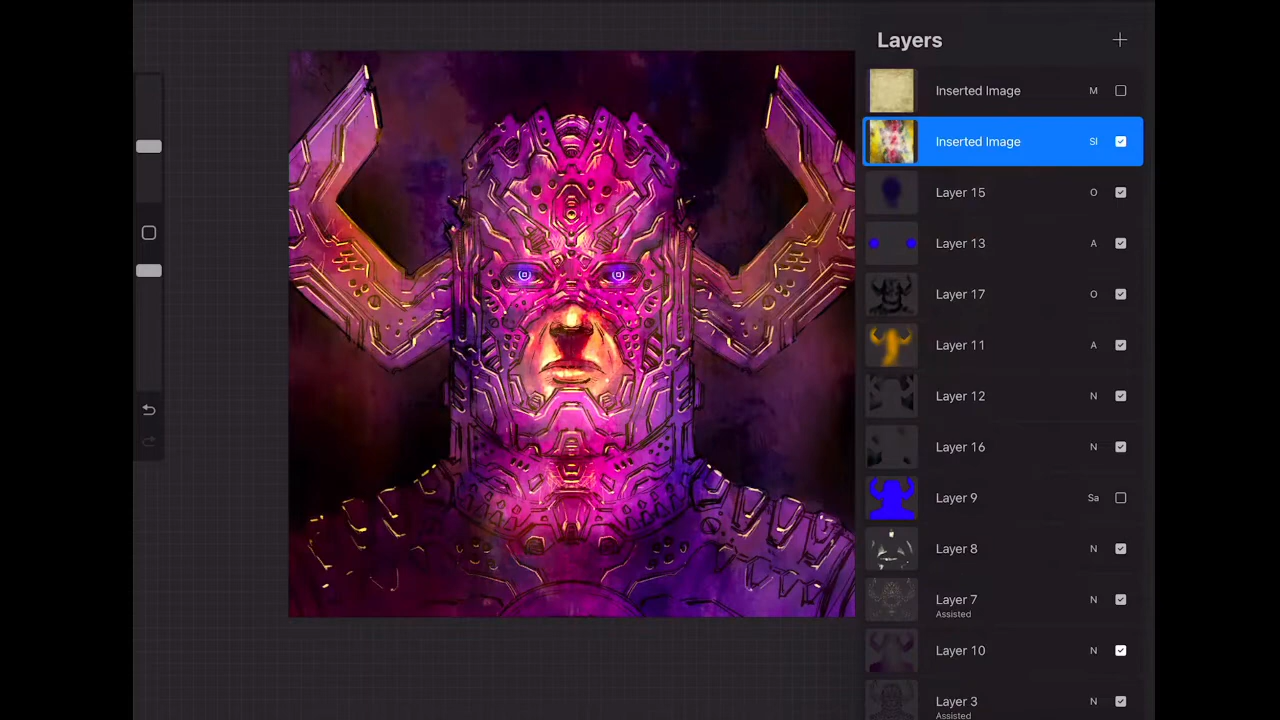 Layers
Inserted Image M
Inserted Image Sl
Layer 15 O
Layer 13 A
Layer 17 O
Layer 11 A
Layer 12 N
Layer 16 N
Layer 9 Sa
Layer 8 N
Layer 7 N
Assisted
Layer 10 N
Layer 3 N
Assisted